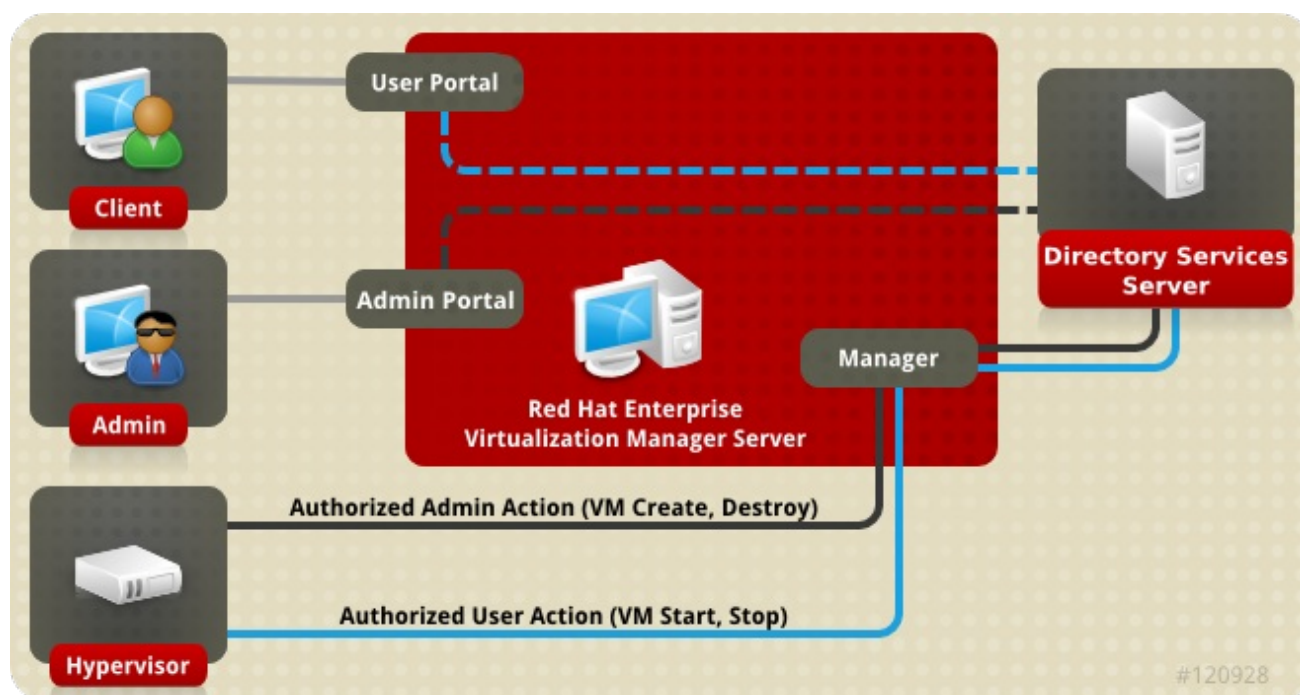 User Portal
Client
Directory Services
Server
Admin Portal
Manager
Red Hat Enterprise
Virtualization Manager Server
Admin
Authorized Admin Action (VM Create, Destroy)
Authorized User Action (VM Start, Stop)
Hypervisor
#120928